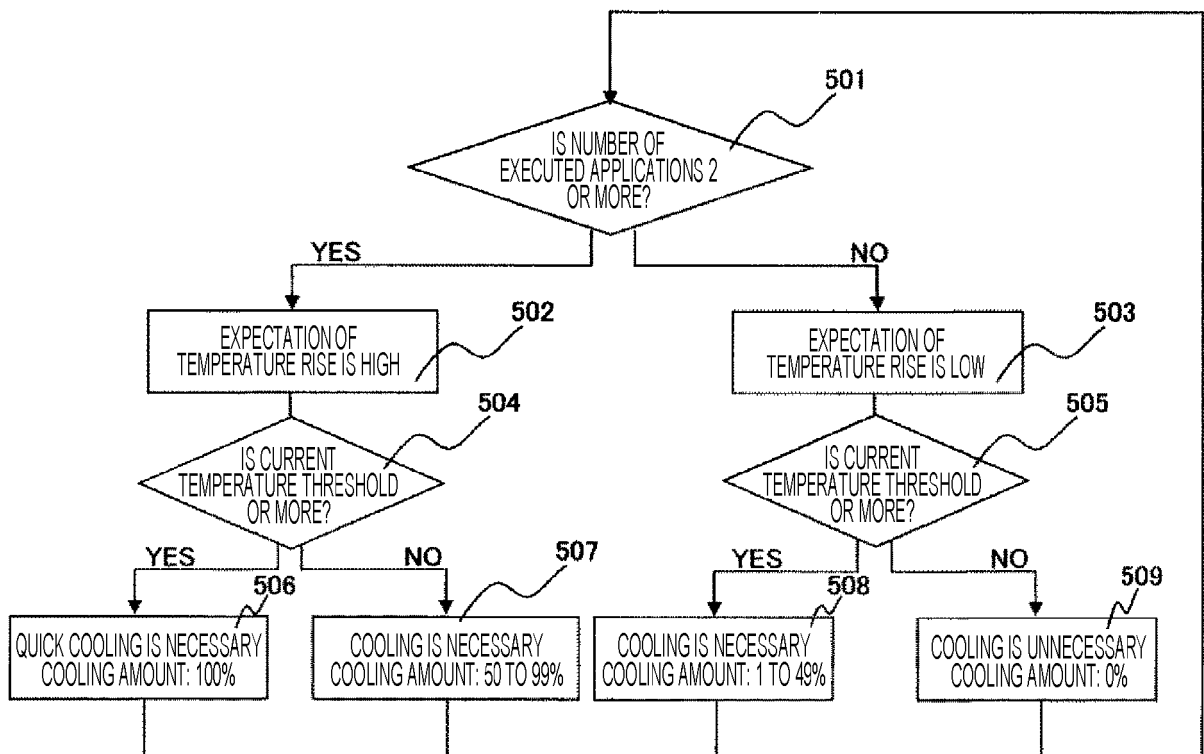 501
IS NUMBER OF
EXECUTED APPLICATIONS 2
OR MORE?
YES
NO
502
EXPECTATION OF
TEMPERATURE RISE IS HIGH
503
EXPECTATION OF
TEMPERATURE RISE IS LOW
504
IS CURRENT
TEMPERATURE THRESHOLD
OR MORE?
505
IS CURRENT
TEMPERATURE THRESHOLD
OR MORE?
YES
NO
YES
NO
506
QUICK COOLING IS NECESSARY
COOLING AMOUNT: 100%
507
COOLING IS NECESSARY
COOLING AMOUNT: 50 TO 99%
508
COOLING IS NECESSARY
COOLING AMOUNT: 1 TO 49%
509
COOLING IS UNNECESSARY
COOLING AMOUNT: 0%